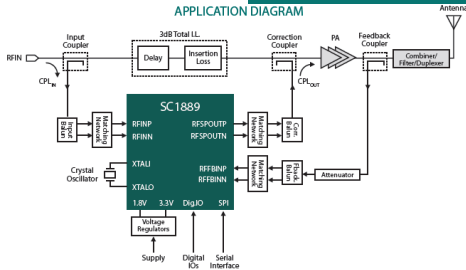 APPLICATION DIAGRAM
Antenna
Input
Coupler
3dB Total I.L.
Correction
Coupler
PA
Feedback
Coupler
RFIN
Delay
Insertion
Loss
Combiner/
Filter/Duplexer
CPL IN
CPL OUT
SC1889
Input
Balun
Matching
Network
RFINP
RFINN
RFSPOUTP
RFSPOUTN
Matching
Network
Corr.
Balun
Crystal
Oscillator
XTALI
XTALO
RFFBINP
RFFBINN
Matching
Network
Fback
Balun
Attenuator
1.8V
3.3V
Dig.IO
SPI
Voltage
Regulators
Supply
Digital
IOs
Serial
Interface